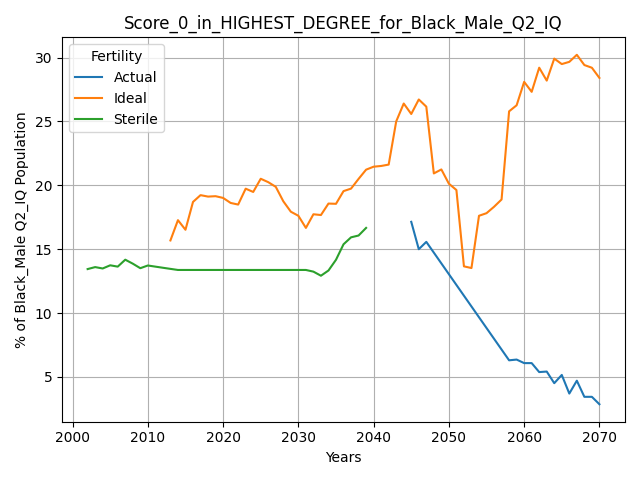 Score_0_in_HIGHEST_DEGREE_for_Black_Male_Q2_IQ
Fertility
Actual
Ideal
Sterile
% of Black_Male Q2_IQ Population
30
25
20
15
10
5
2000 2010 2020 2030 2040 2050 2060 2070
Years